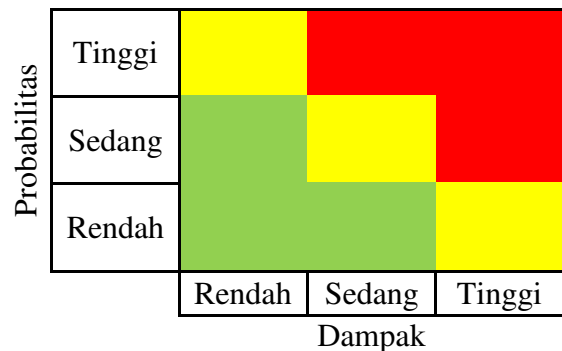 Probabilitas
Tinggi
Sedang
Rendah
Rendah Sedang Tinggi
Dampak